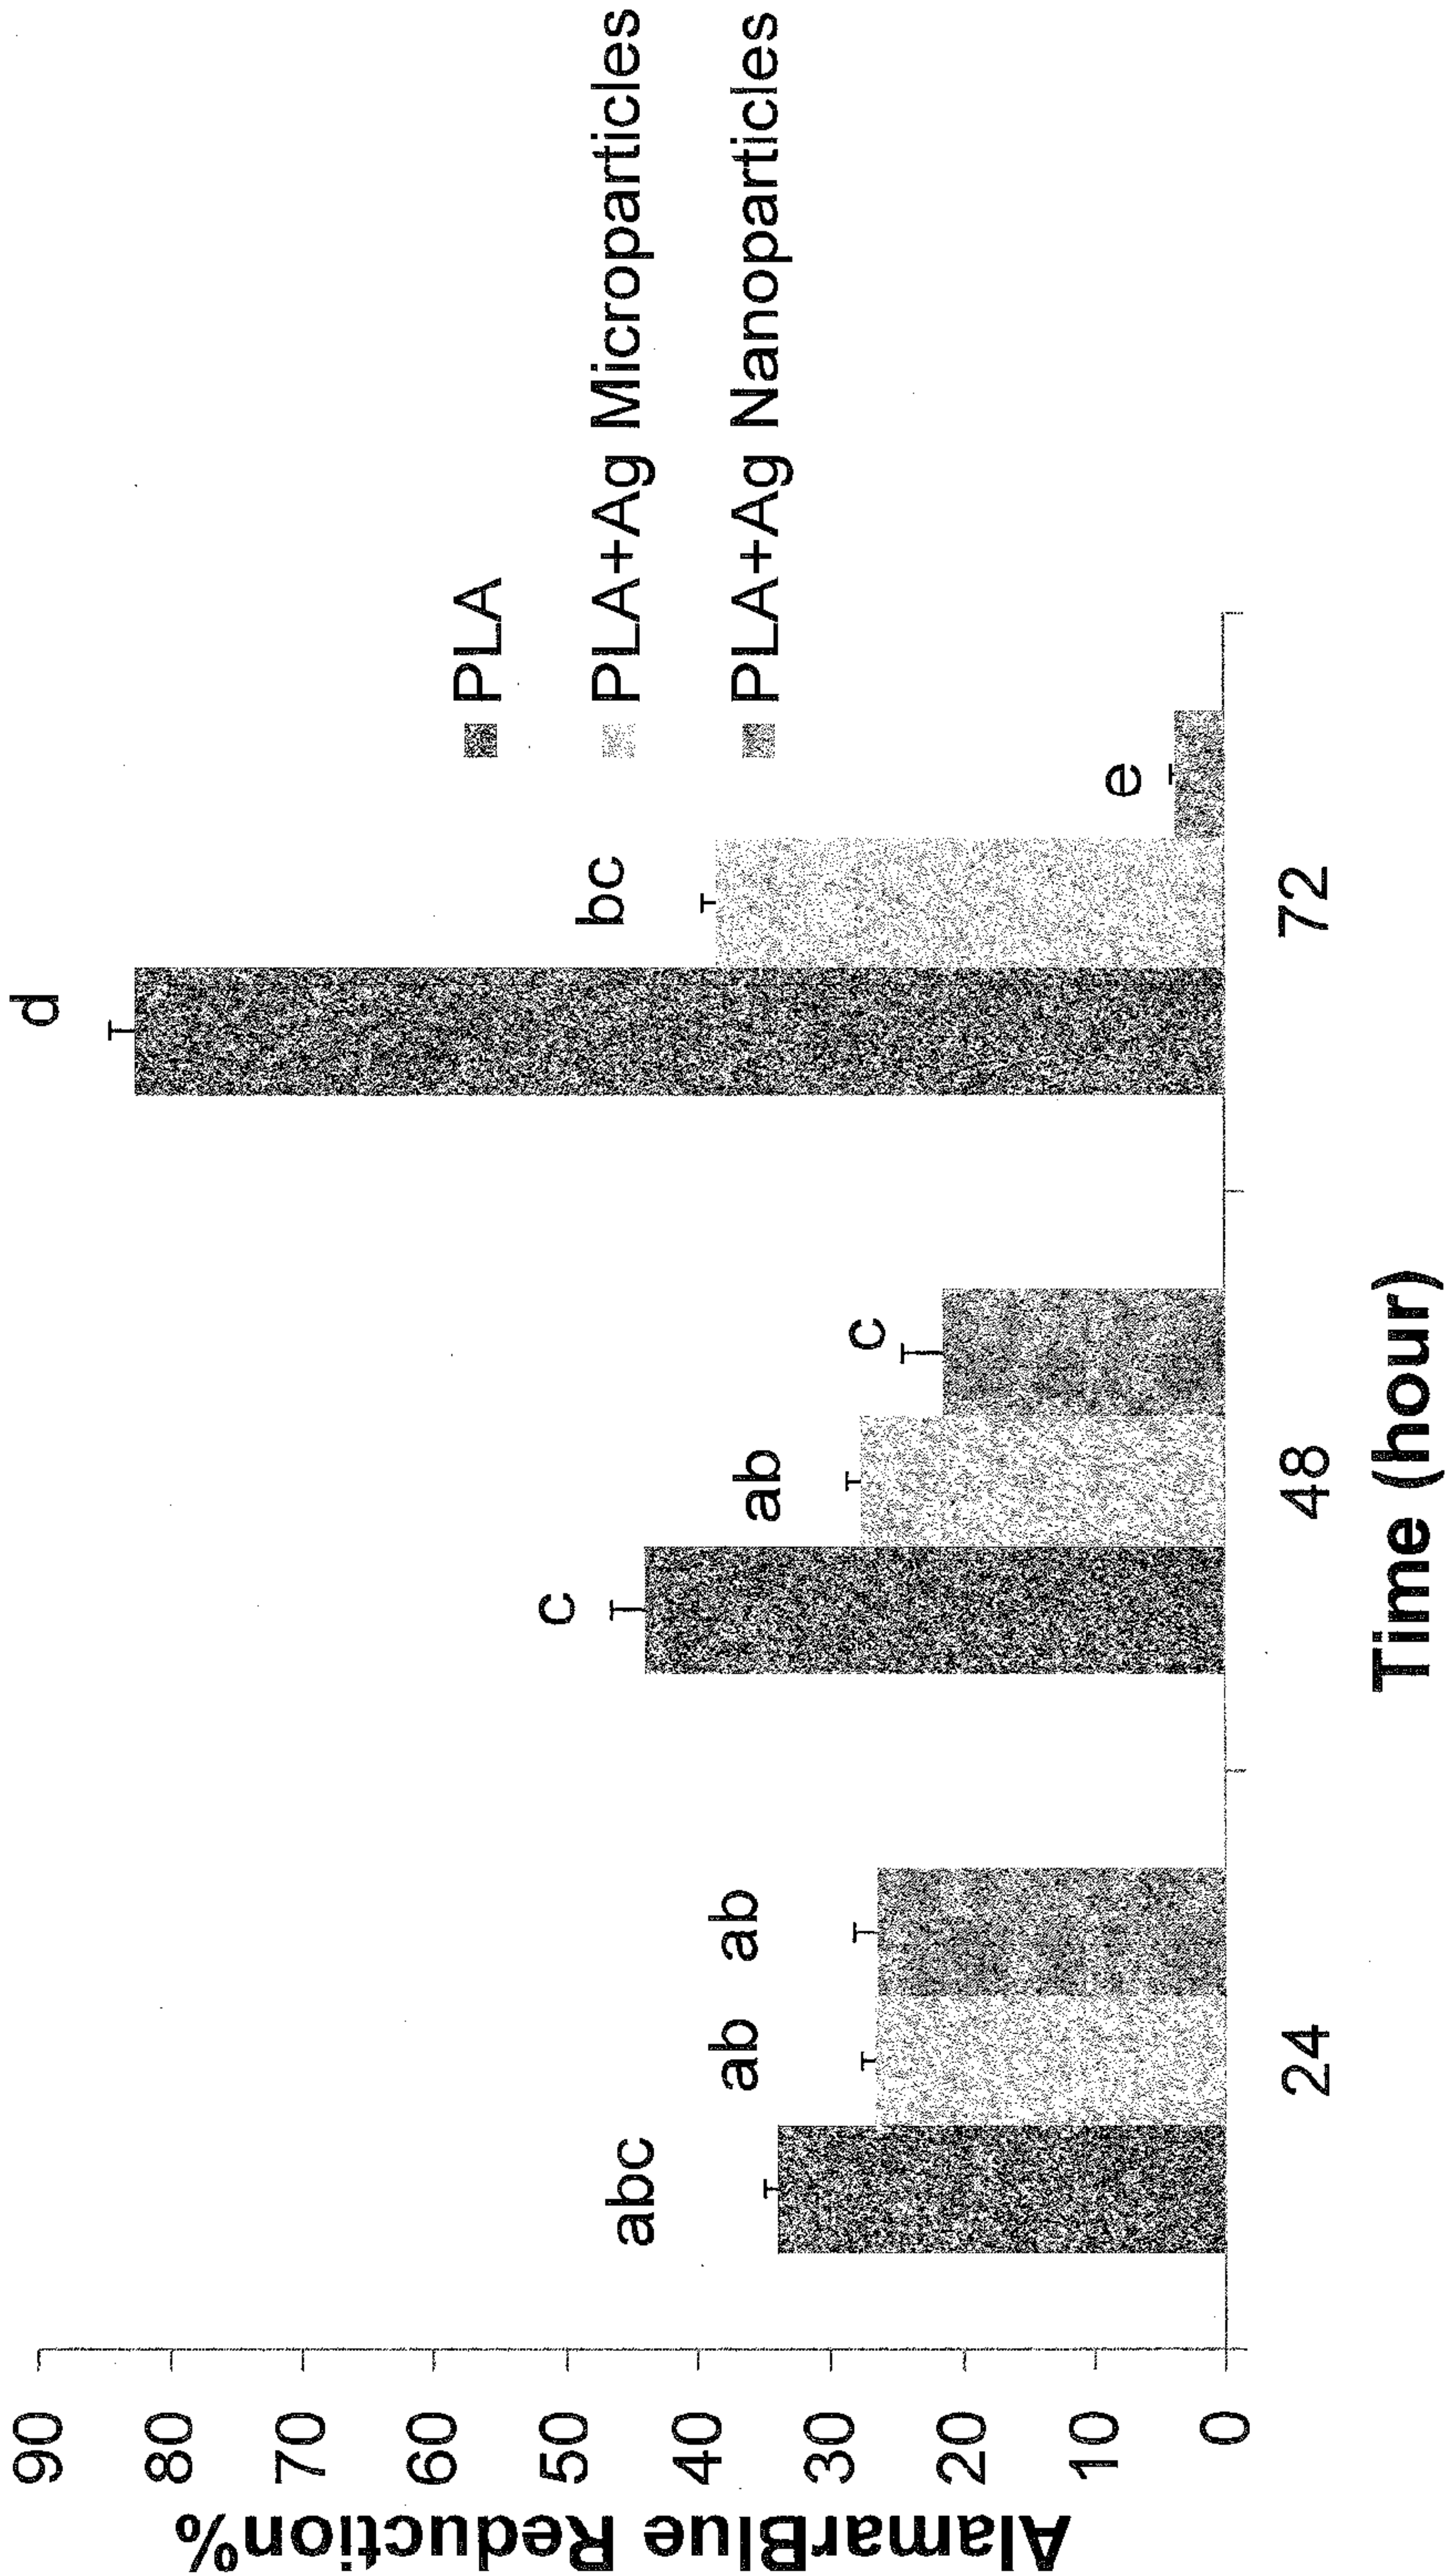 AlamarBlue Reduction%
90
80
70
60
50
40
30
20
10
0
abc
ab
ab
c
ab
c
d
bc
e
PLA
PLA+Ag Microparticles
PLA+Ag Nanoparticles
24
48
72
Time (hour)